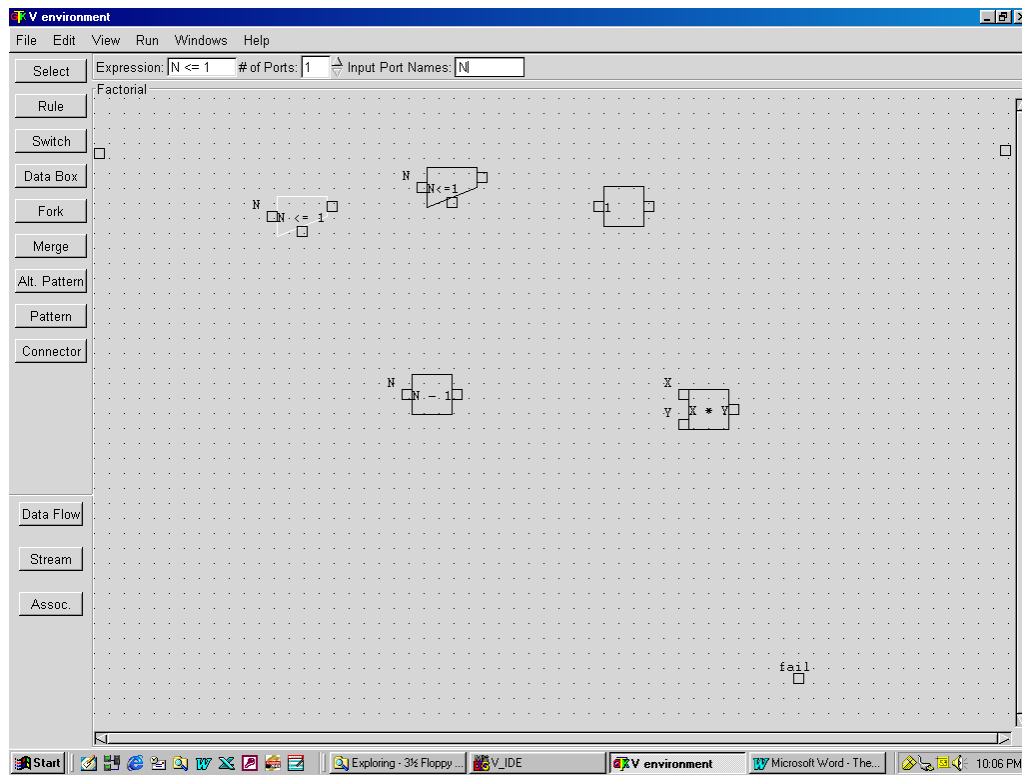 V environment
File Edit View Run Windows Help
Expression: N <= 1 # of Ports: 1 Input Port Names: N
Select
Rule
Switch
Data Box
Fork
Merge
Alt. Pattern
Pattern
Connector
Data Flow
Stream
Assoc.
Factorial
N
N<=1
N
N <= 1
1
N
N - 1
X
Y
X * Y
fail
Start
Exploring - 3½ Floppy ...
V_IDE
V environment
Microsoft Word - The...
10:06 PM